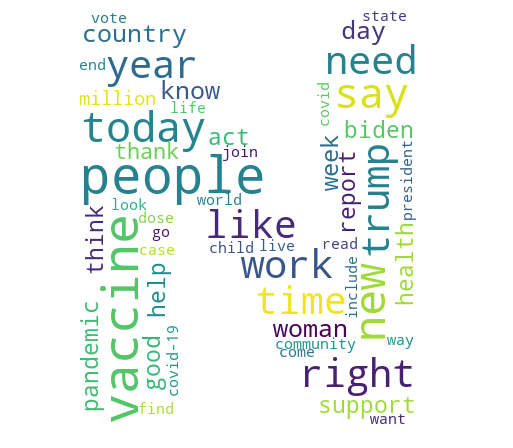 vote
state
country
day
end
year
need
million
know
say
life
covid
today
act
biden
thank
join
week
report
trump
president
people
world
look
dose
like
think
vaccine
go
case
child
live
read
work
health
help
include
new
time
pandemic
good
covid-19
woman
community
way
come
right
find
support
want